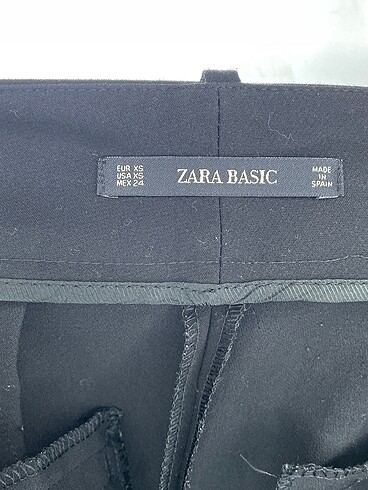 EUR XS
USA XS
MEX 24
ZARA BASIC
MADE
IN
SPAIN